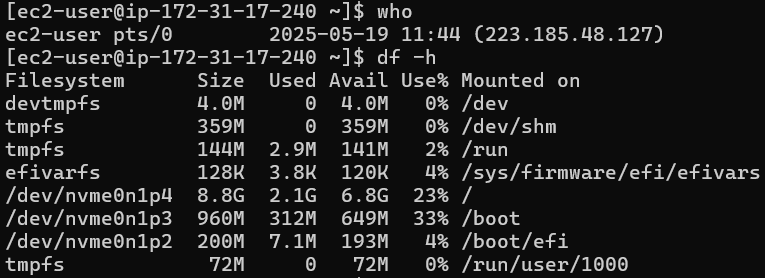 [ec2-user@ip-172-31-17-240 ~]$ who
ec2-user pts/0        2025-05-19 11:44 (223.185.48.127)
[ec2-user@ip-172-31-17-240 ~]$ df -h
Filesystem      Size  Used Avail Use% Mounted on
devtmpfs        4.0M     0  4.0M   0% /dev
tmpfs           359M     0  359M   0% /dev/shm
tmpfs           144M  2.9M  141M   2% /run
efivarfs        128K  3.8K  120K   4% /sys/firmware/efi/efivars
/dev/nvme0n1p4  8.8G  2.1G  6.8G  23% /
/dev/nvme0n1p3  960M  312M  649M  33% /boot
/dev/nvme0n1p2  200M  7.1M  193M   4% /boot/efi
tmpfs            72M     0   72M   0% /run/user/1000